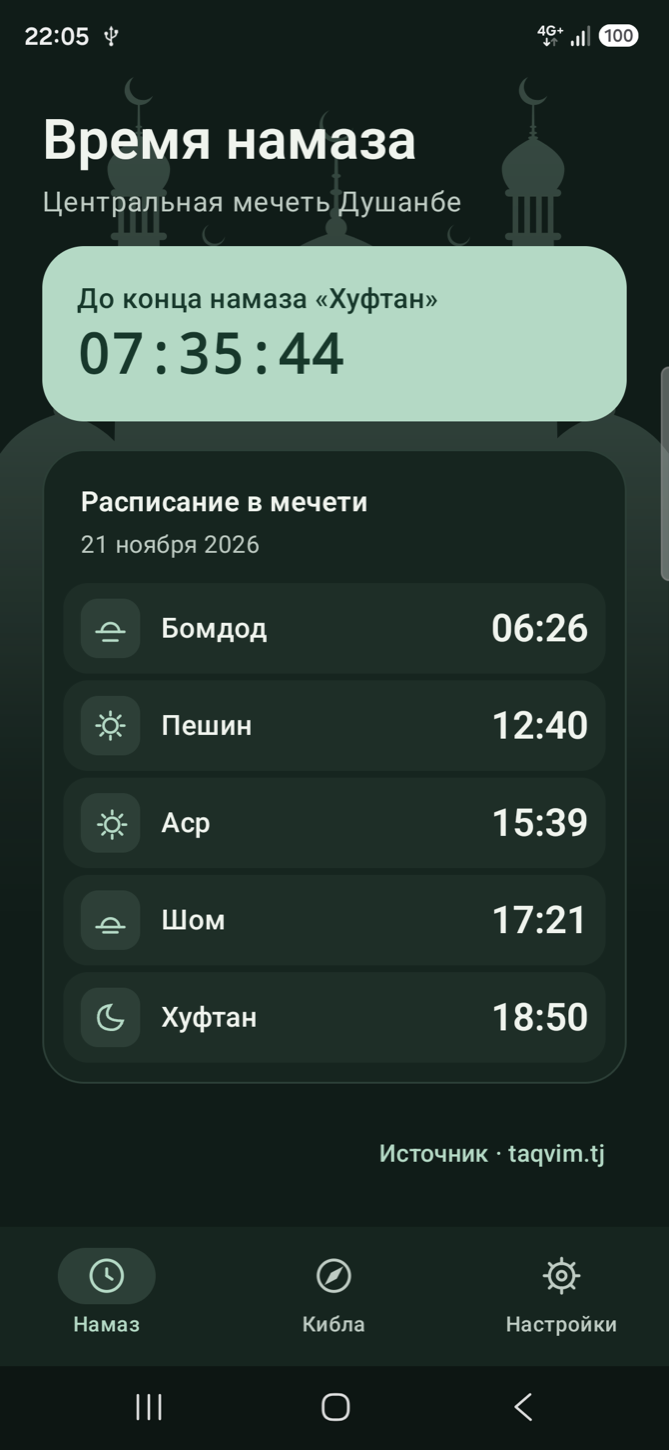 22:05
4G+
100
Время намаза
Центральная мечеть Душанбе
До конца намаза «Хуфтан»
07:35:44
Расписание в мечети
21 ноября 2026
Бомдод 06:26
Пешин 12:40
Аср 15:39
Шом 17:21
Хуфтан 18:50
Источник · taqvim.tj
Намаз Кибла Настройки